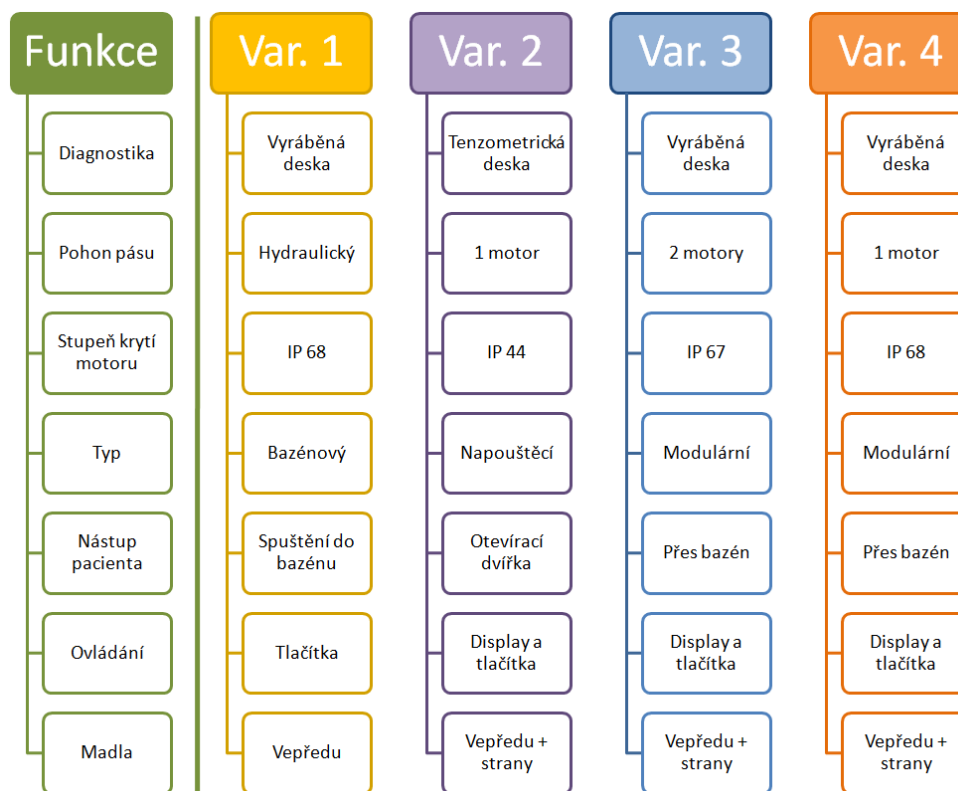 Funkce
Diagnostika
Pohon pásu
Stupeň krytí
motoru
Typ
Nástup
pacienta
Ovládání
Madla
Var. 1
Vyráběná
deska
Hydraulický
IP 68
Bazénový
Spuštění do
bazénu
Tlačítka
Vepředu
Var. 2
Tenzometrická
deska
1 motor
IP 44
Napouštěcí
Otevírací
dvířka
Display a
tlačítka
Vepředu +
strany
Var. 3
Vyráběná
deska
2 motory
IP 67
Modulární
Přes bazén
Display a
tlačítka
Vepředu +
strany
Var. 4
Vyráběná
deska
1 motor
IP 68
Modulární
Přes bazén
Display a
tlačítka
Vepředu +
strany